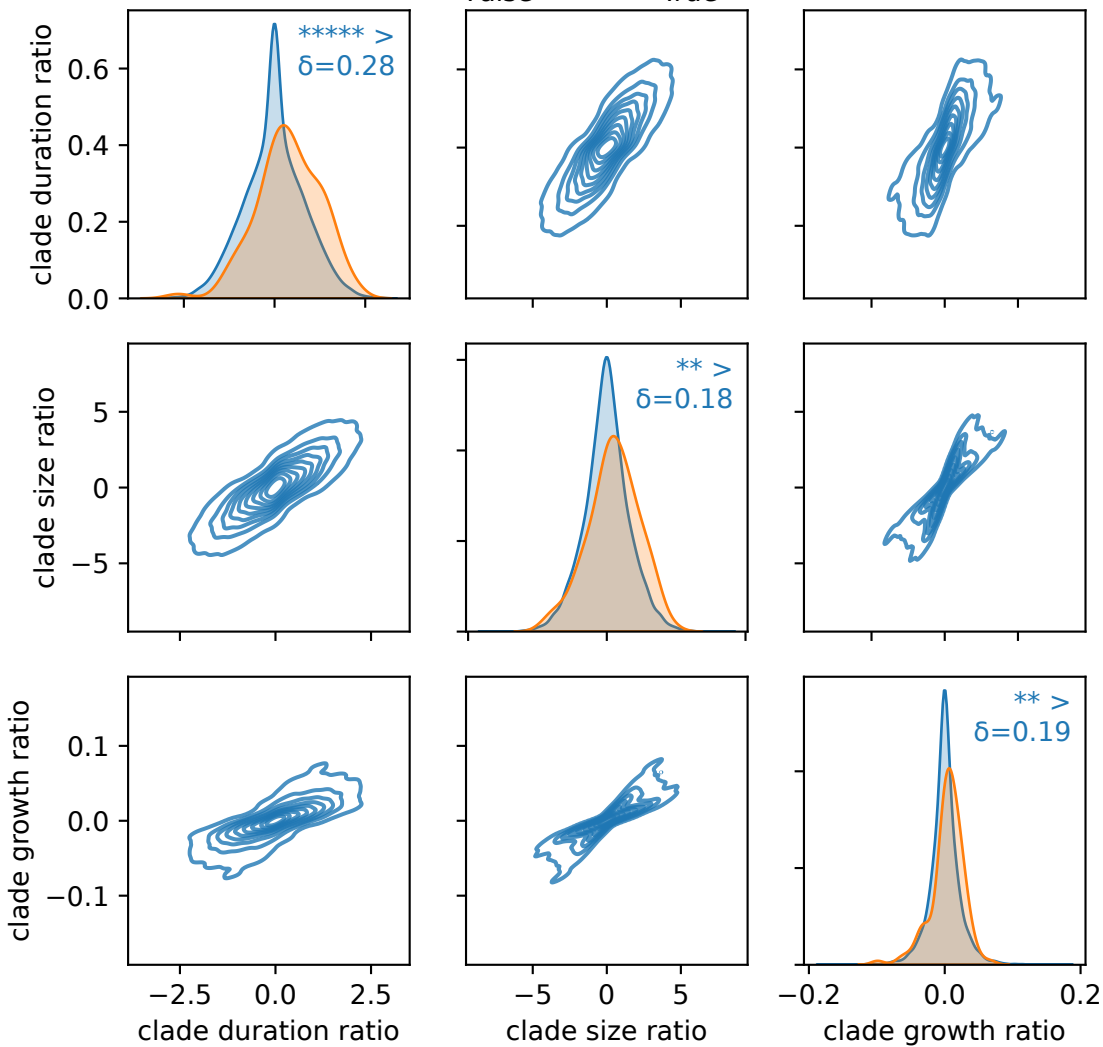 clade duration ratio
0.6
0.4
0.2
0.0
***** >
δ=0.28
clade size ratio
5
0
−5
** >
δ=0.18
clade growth ratio
0.1
0.0
−0.1
** >
δ=0.19
−2.5 0.0 2.5
−5 0 5
−0.2 0.0 0.2
clade duration ratio
clade size ratio
clade growth ratio